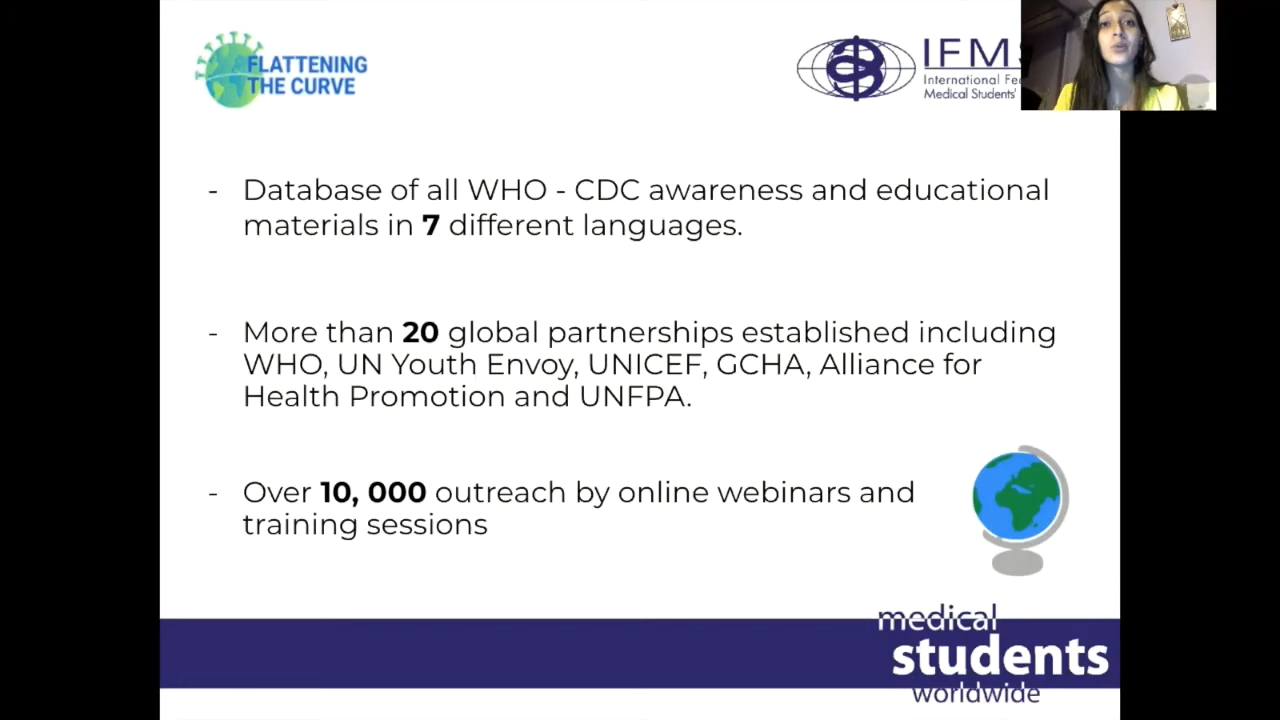 FLATTENING
THE CURVE
IFMS
International Fe
Medical Students'
- Database of all WHO - CDC awareness and educational
materials in 7 different languages.
- More than 20 global partnerships established including
WHO, UN Youth Envoy, UNICEF, GCHA, Alliance for
Health Promotion and UNFPA.
- Over 10, 000 outreach by online webinars and
training sessions
medical
students
worldwide